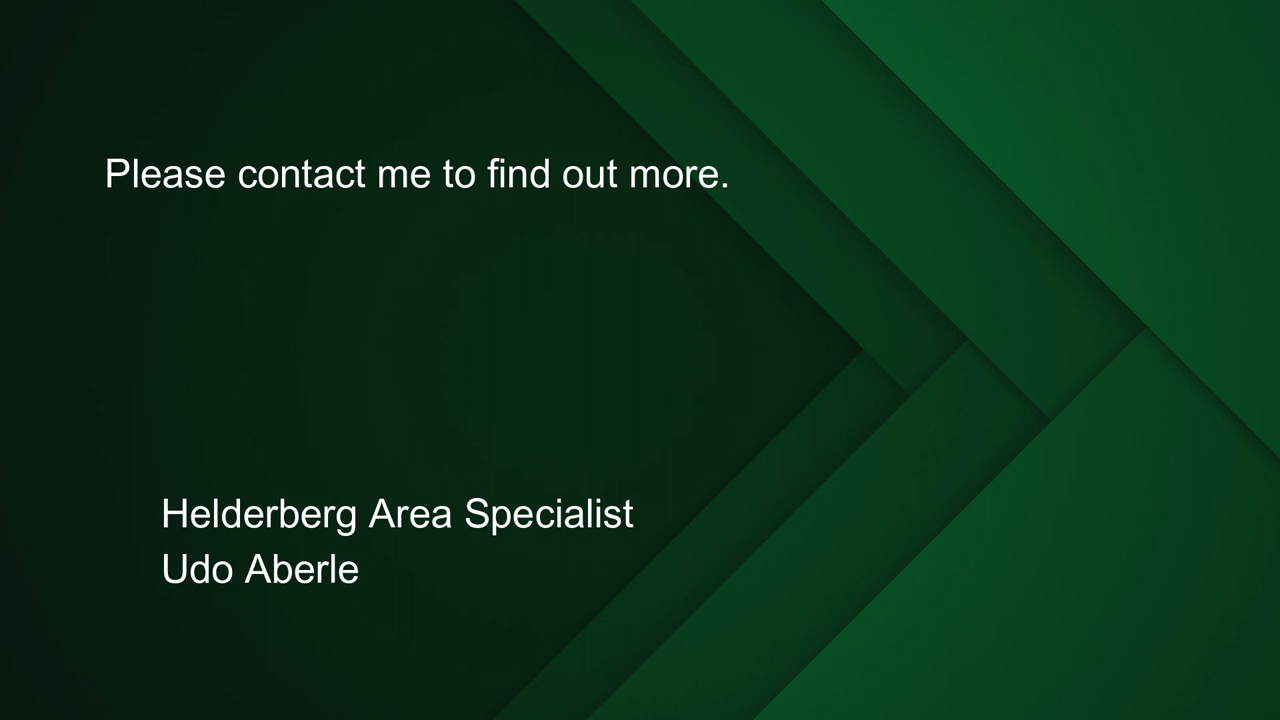 Please contact me to find out more.
Helderberg Area Specialist
Udo Aberle